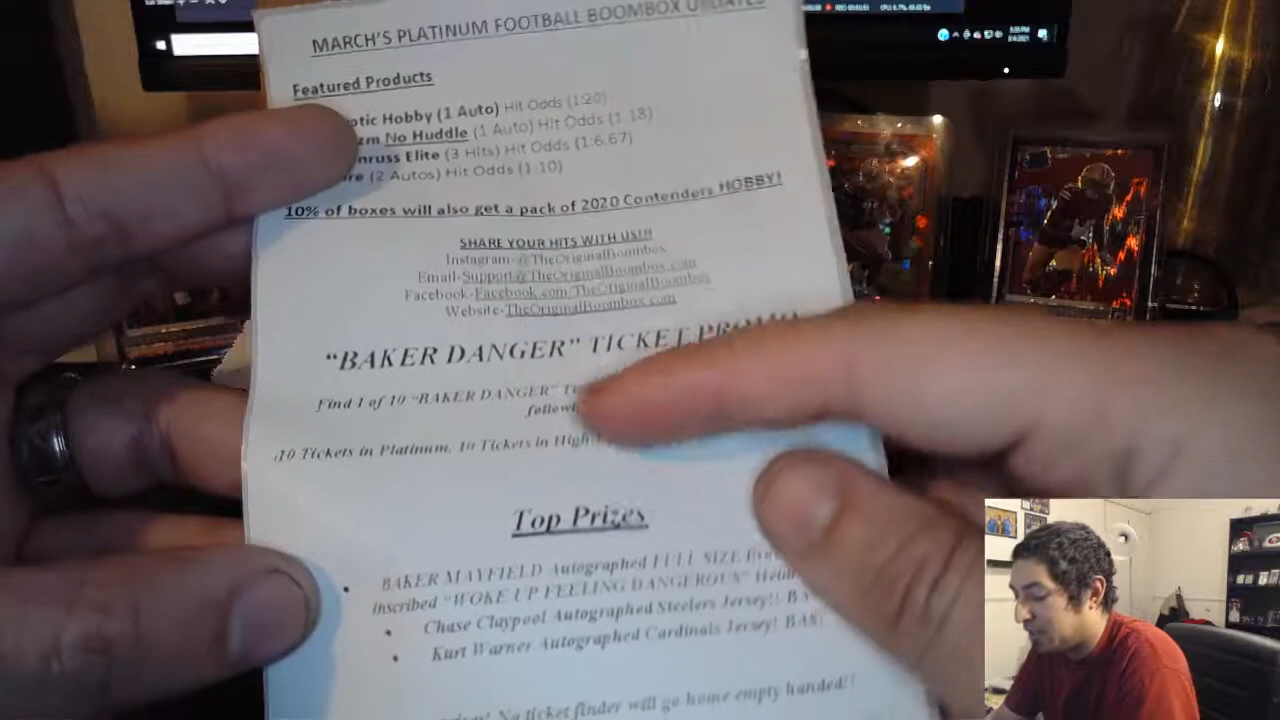 MARCH'S PLATINUM FOOTBALL BOOMBOX UPDATES
Featured Products
Hobby (1 Auto) Hit Odds (1:20)
No Huddle (1 Auto) Hit Odds (1:18)
Elite (3 Hits) Hit Odds (1:6.67)
(2 Autos) Hit Odds (1:10)
10% of boxes will also get a pack of 2020 Contenders HOBBY!
SHARE YOUR HITS WITH US!!!
Instagram-@TheOriginalBoombox
Email-Support@TheOriginalBoombox.com
Facebook-Facebook.com/TheOriginalBoombox
Website-TheOriginalBoombox.com
"BAKER DANGER" TICKET PROMO
Find 1 of 10 "BAKER DANGER"
(10 Tickets in Platinum, 10 Tickets in High
Top Prizes
BAKER MAYFIELD Autographed FULL SIZE
inscribed "WOKE UP FEELING DANGEROUS"
Chase Claypool Autographed Steelers Jersey!!
Kurt Warner Autographed Cardinals Jersey!
No ticket finder will go home empty handed!!